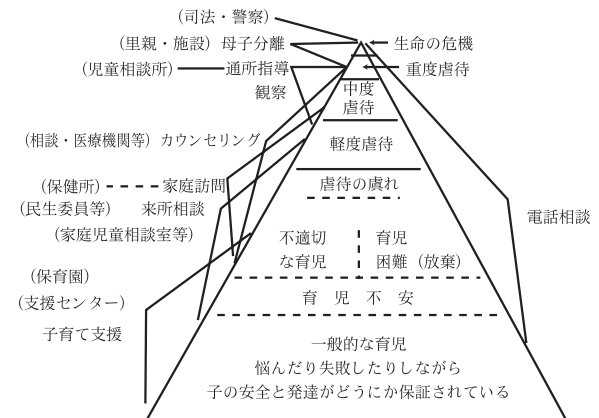 （司法・警察）
（里親・施設）母子分離
生命の危機
（児童相談所）
通所指導
重度虐待
観察
中度
虐待
（相談・医療機関等）カウンセリング
軽度虐待
（保健所）
家庭訪問
虐待の虞れ
（民生委員等）
来所相談
電話相談
（家庭児童相談室等）
不適切
な育児
育児
困難（放棄）
（保育園）
（支援センター）
育児不安
子育て支援
一般的な育児
悩んだり失敗したりしながら
子の安全と発達がどうにか保証されている